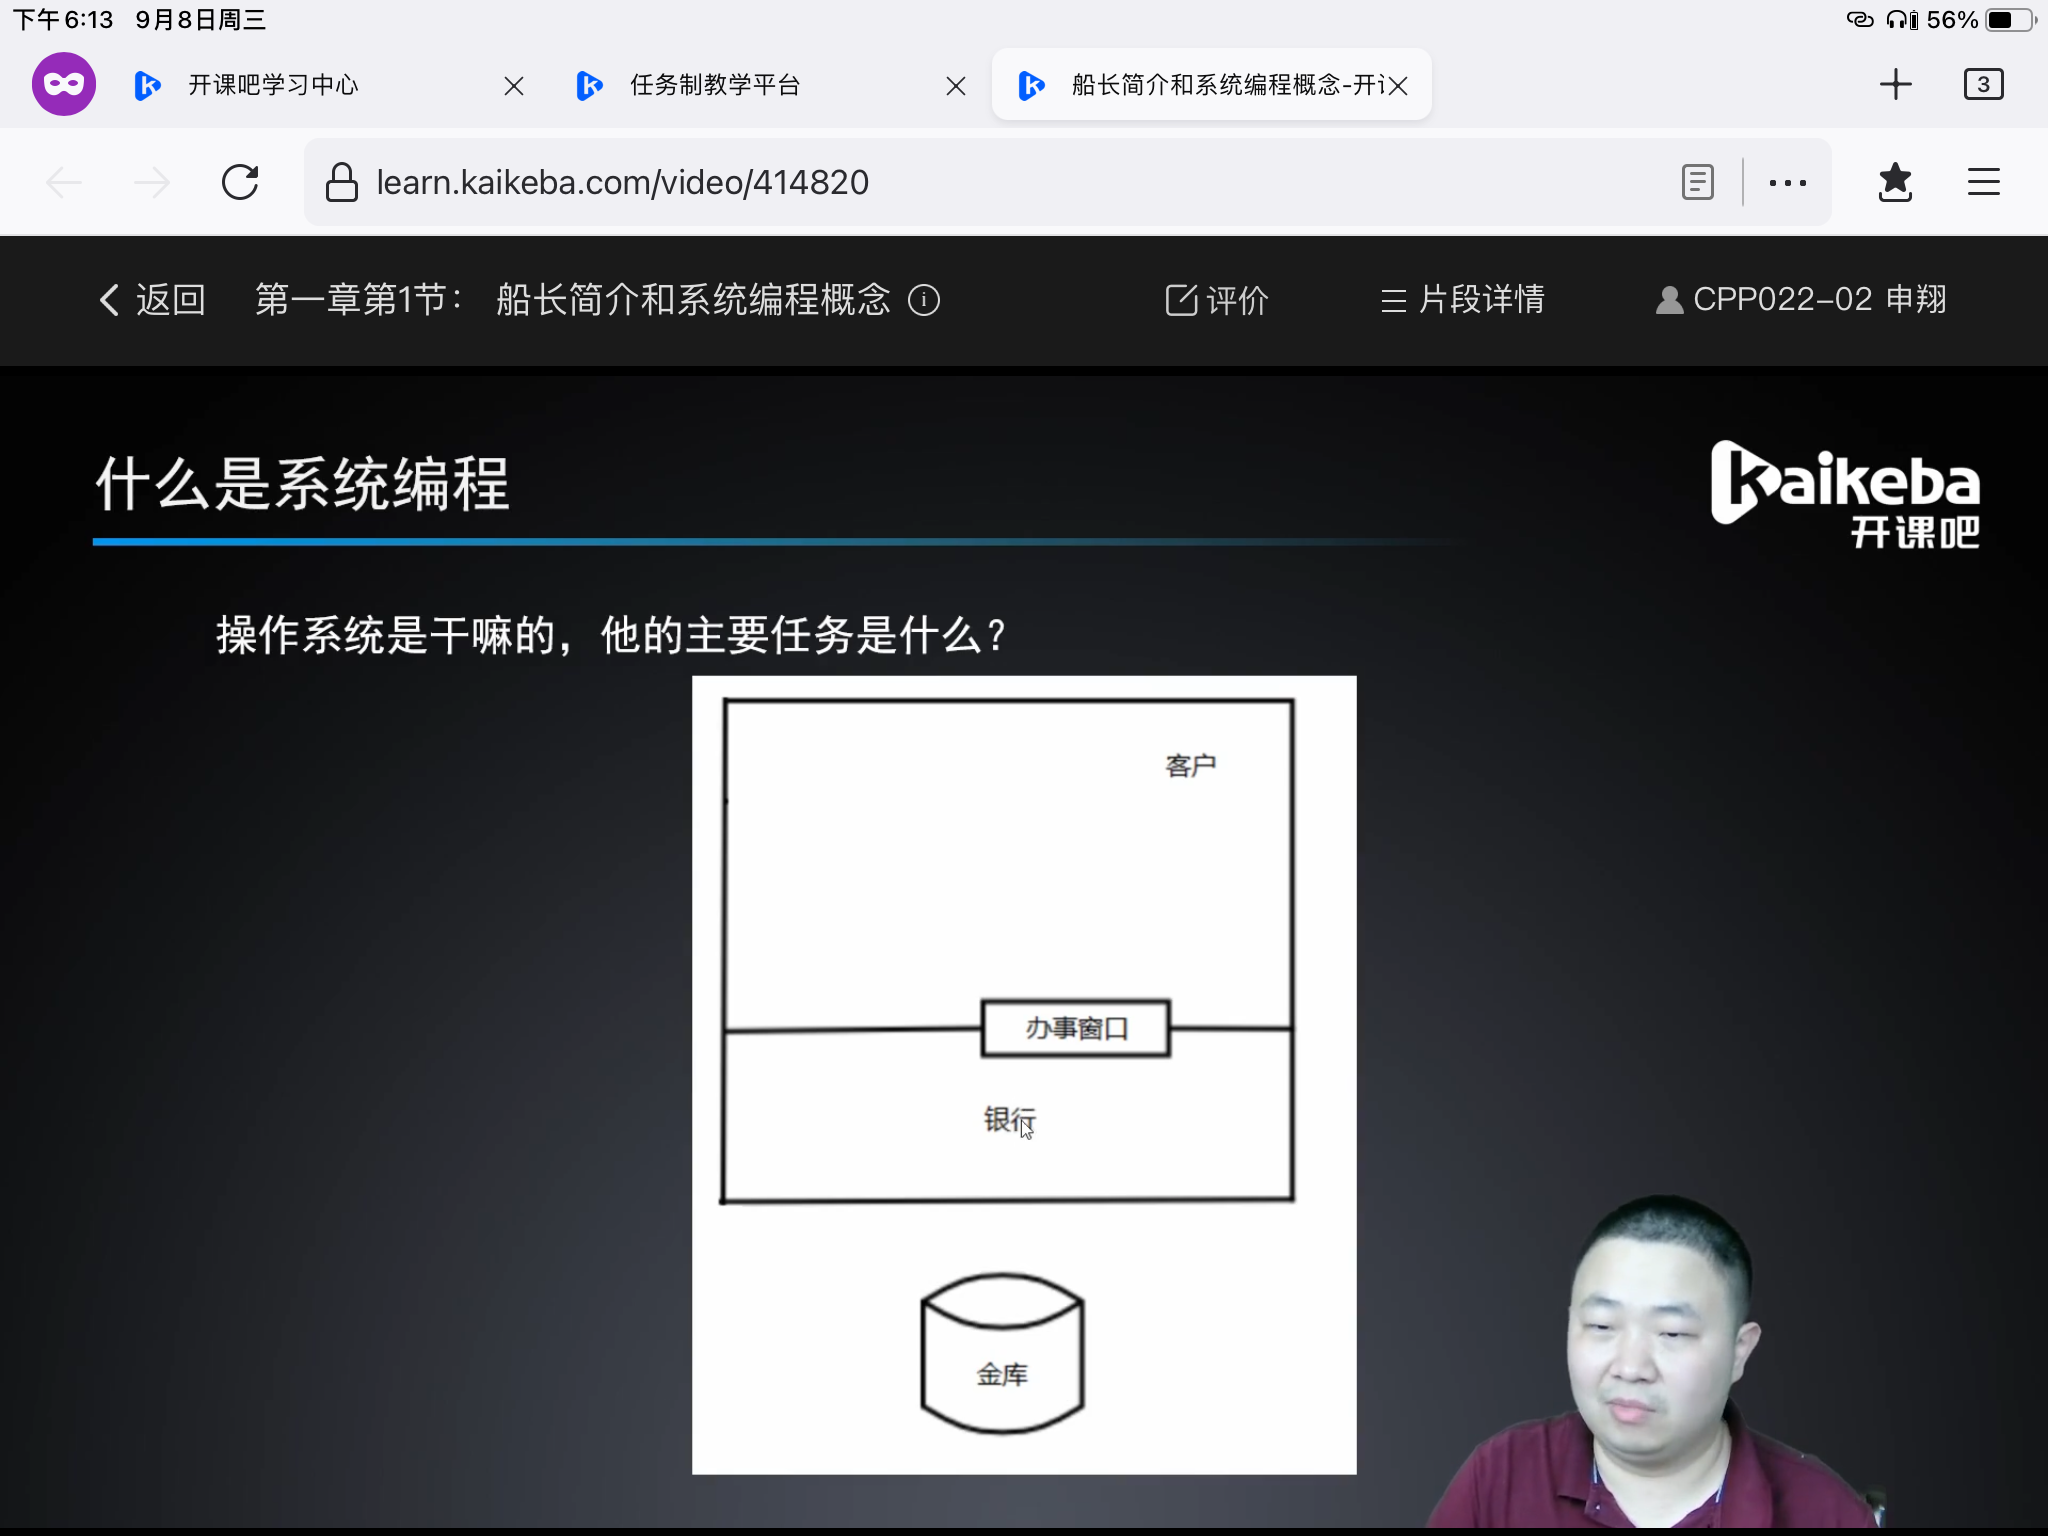 下午6:13 9月8日周三
56%
开课吧学习中心
任务制教学平台
船长简介和系统编程概念-开
3
learn.kaikeba.com/video/414820
返回
第一章第1节： 船长简介和系统编程概念
评价
片段详情
CPP022-02 申翔
什么是系统编程
Kaikeba
开课吧
操作系统是干嘛的，他的主要任务是什么？
客户
办事窗口
银行
金库